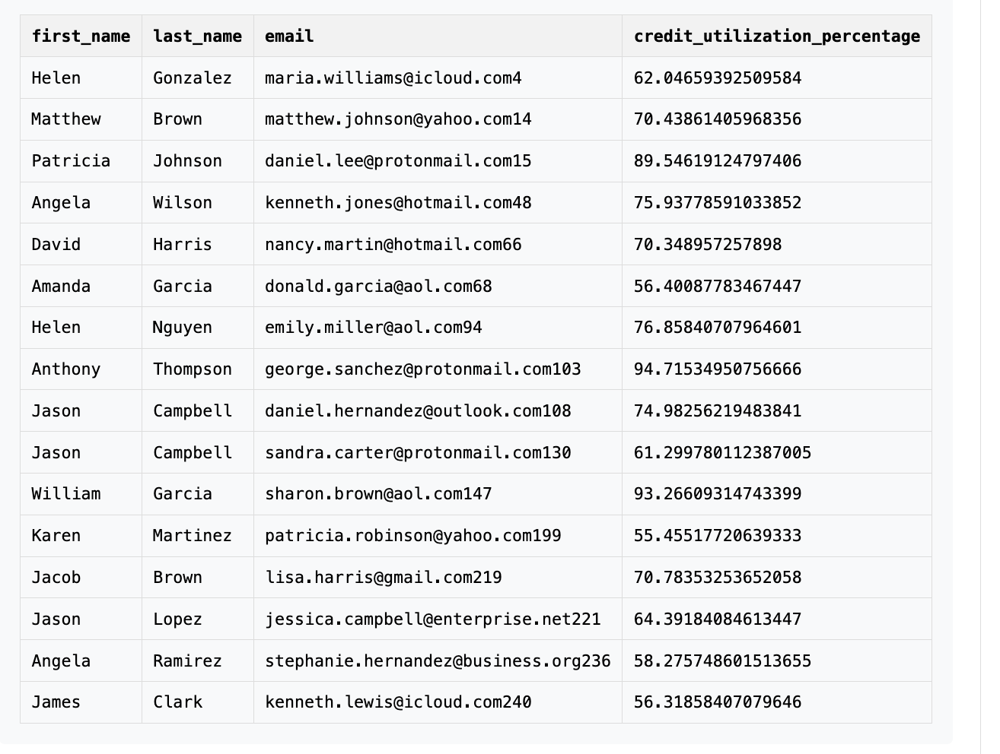 first_name last_name email credit_utilization_percentage
Helen Gonzalez maria.williams@icloud.com4 62.04659392509584
Matthew Brown matthew.johnson@yahoo.com14 70.43861405968356
Patricia Johnson daniel.lee@protonmail.com15 89.54619124797406
Angela Wilson kenneth.jones@hotmail.com48 75.93778591033852
David Harris nancy.martin@hotmail.com66 70.348957257898
Amanda Garcia donald.garcia@aol.com68 56.40087783467447
Helen Nguyen emily.miller@aol.com94 76.85840707964601
Anthony Thompson george.sanchez@protonmail.com103 94.71534950756666
Jason Campbell daniel.hernandez@outlook.com108 74.98256219483841
Jason Campbell sandra.carter@protonmail.com130 61.299780112387005
William Garcia sharon.brown@aol.com147 93.26609314743399
Karen Martinez patricia.robinson@yahoo.com199 55.45517720639333
Jacob Brown lisa.harris@gmail.com219 70.78353253652058
Jason Lopez jessica.campbell@enterprise.net221 64.39184084613447
Angela Ramirez stephanie.hernandez@business.org236 58.275748601513655
James Clark kenneth.lewis@icloud.com240 56.31858407079646